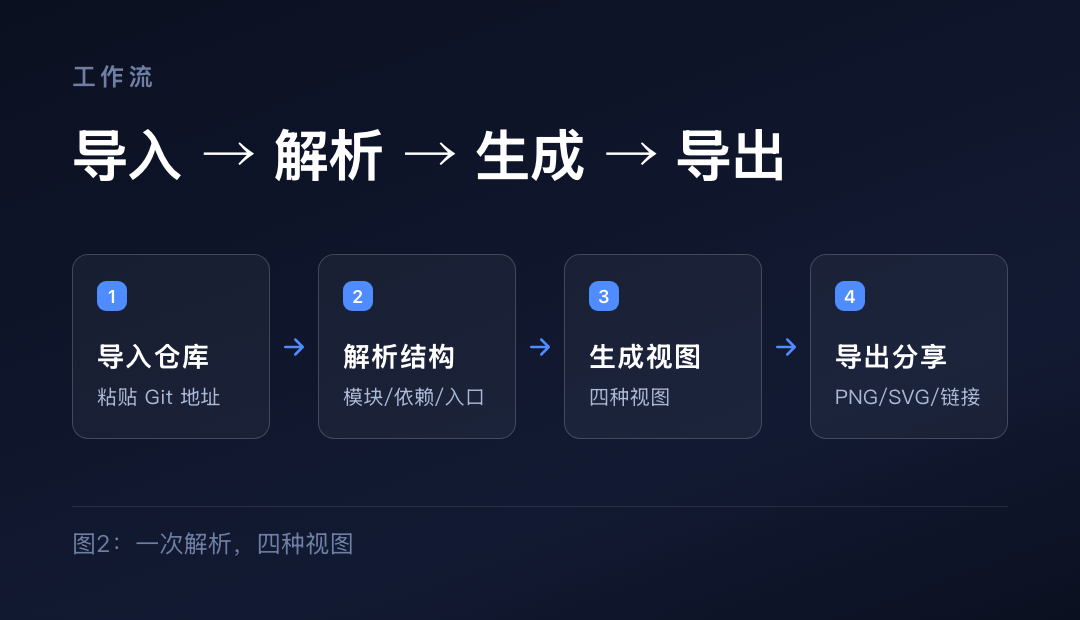 工作流
导入 → 解析 → 生成 → 导出
1
导入仓库
粘贴 Git 地址
→
2
解析结构
模块/依赖/入口
→
3
生成视图
四种视图
→
4
导出分享
PNG/SVG/链接
图2：一次解析，四种视图